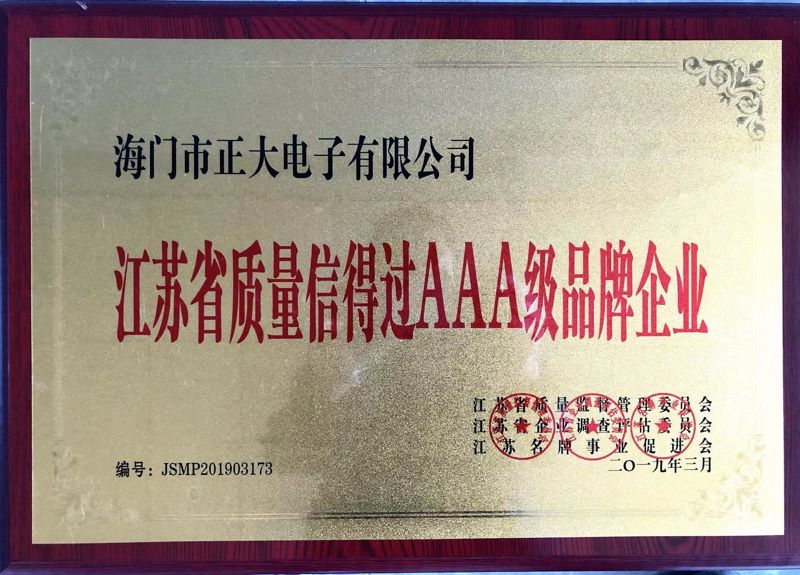 海门市正大电子有限公司
江苏省质量信得过AAA级品牌企业
江苏省质量监督管理委员会
江苏省企业调查评估委员会
江苏名牌事业促进会
编号：JSMP201903173
二〇一九年三月